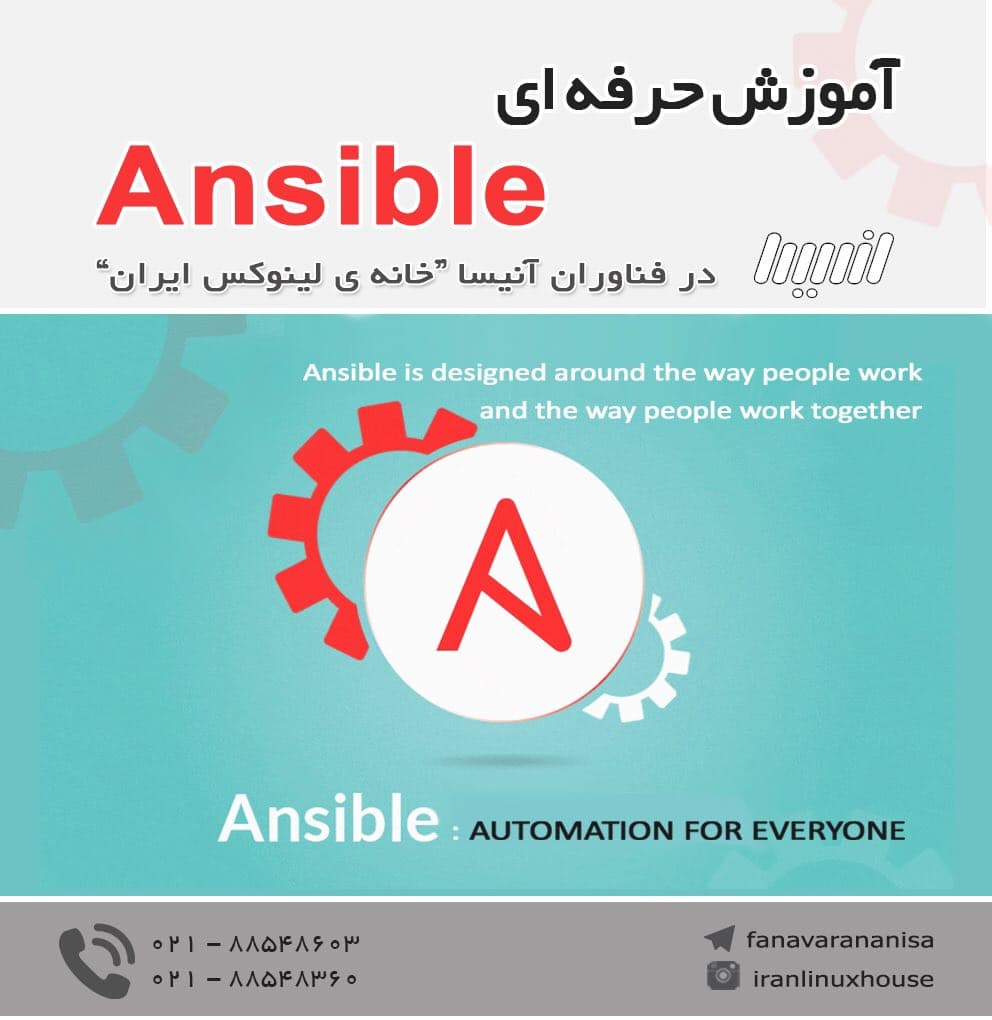 آموزش حرفه ای
Ansible
در فناوران آنیسا ”خانه ی لینوکس ایران“
Ansible is designed around the way people work
and the way people work together
A
Ansible : AUTOMATION FOR EVERYONE
۰۲۱ – ۸۸۵۴۸۶۰۳
۰۲۱ – ۸۸۵۴۸۳۶۰
fanavarananisa
iranlinuxhouse